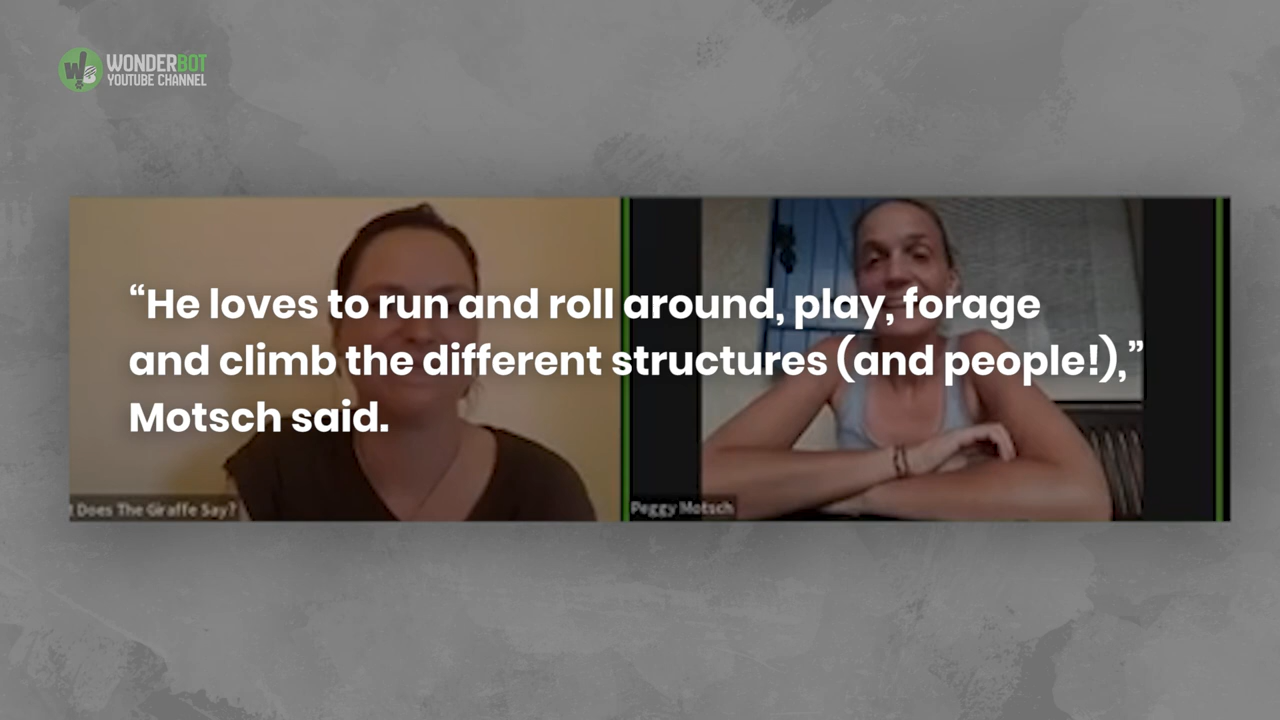 WONDERBOT
YOUTUBE CHANNEL
“He loves to run and roll around, play, forage
and climb the different structures (and people!),”
Motsch said.
Does The Giraffe Say?
Peggy Motsch